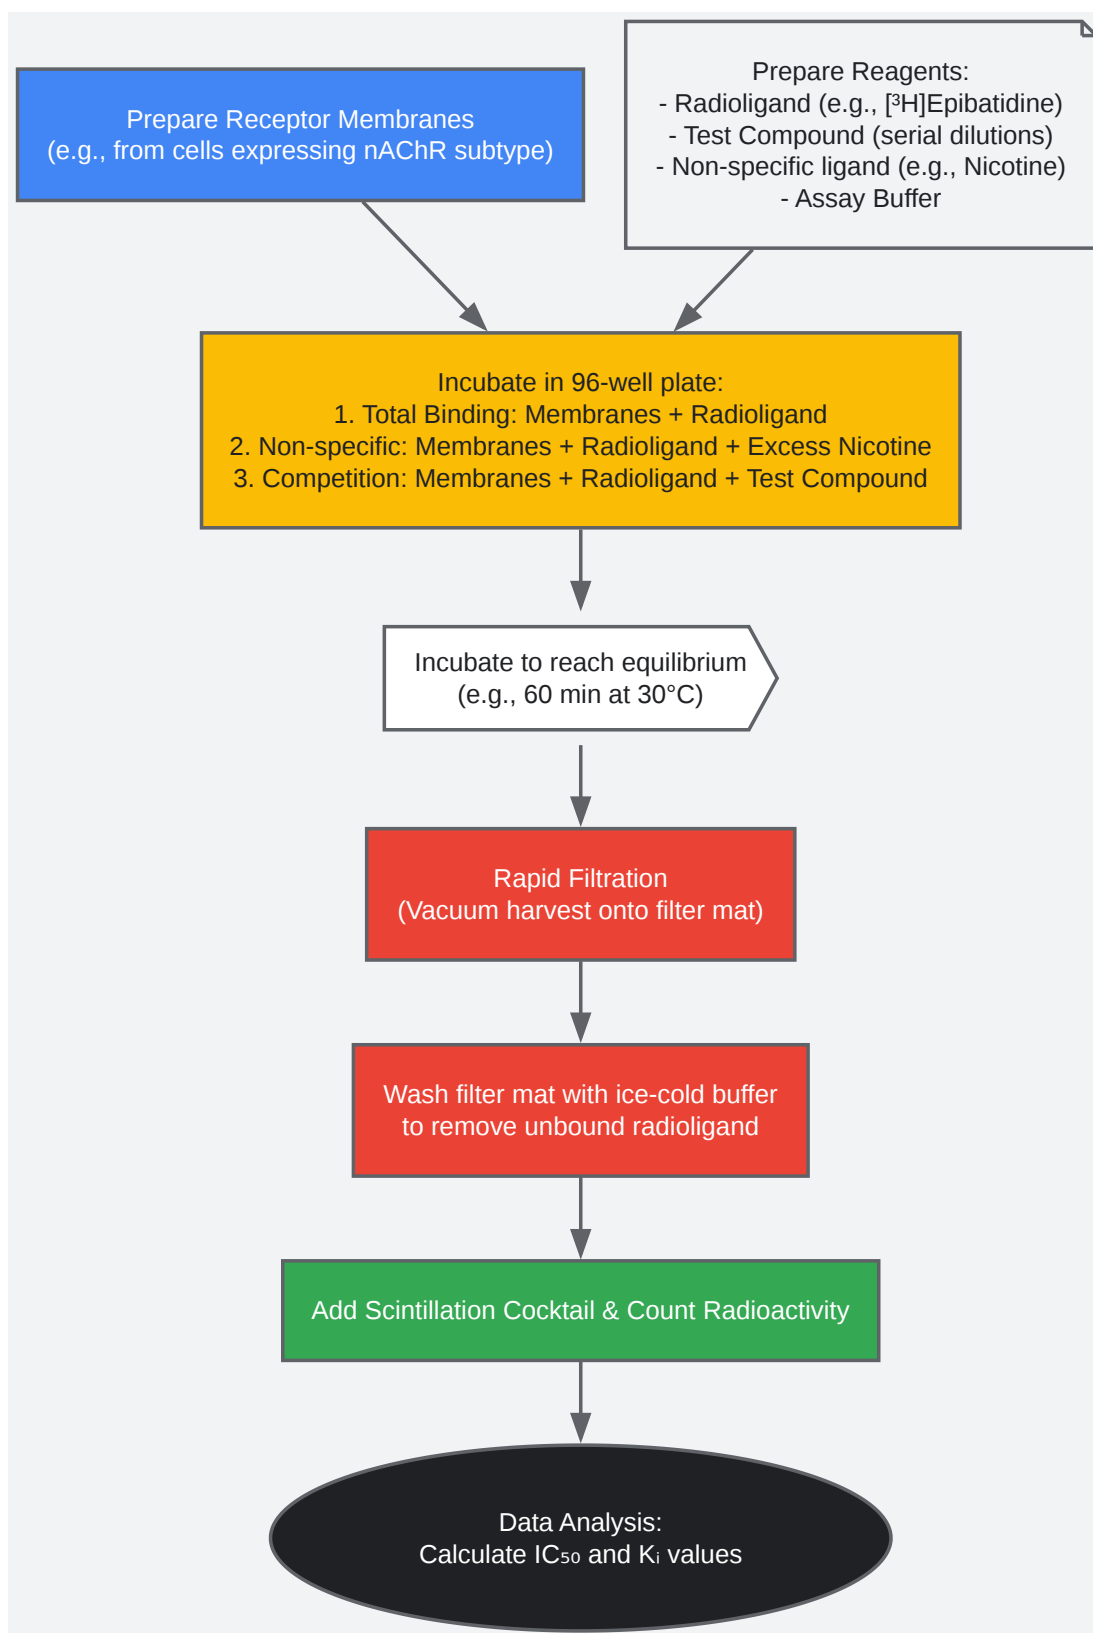 Prepare Receptor Membranes
(e.g., from cells expressing nAChR subtype)
Prepare Reagents:
- Radioligand (e.g., [³H]Epibatidine)
- Test Compound (serial dilutions)
- Non-specific ligand (e.g., Nicotine)
- Assay Buffer
Incubate in 96-well plate:
1. Total Binding: Membranes + Radioligand
2. Non-specific: Membranes + Radioligand + Excess Nicotine
3. Competition: Membranes + Radioligand + Test Compound
Incubate to reach equilibrium
(e.g., 60 min at 30°C)
Rapid Filtration
(Vacuum harvest onto filter mat)
Wash filter mat with ice-cold buffer
to remove unbound radioligand
Add Scintillation Cocktail & Count Radioactivity
Data Analysis:
Calculate IC₅₀ and Kᵢ values